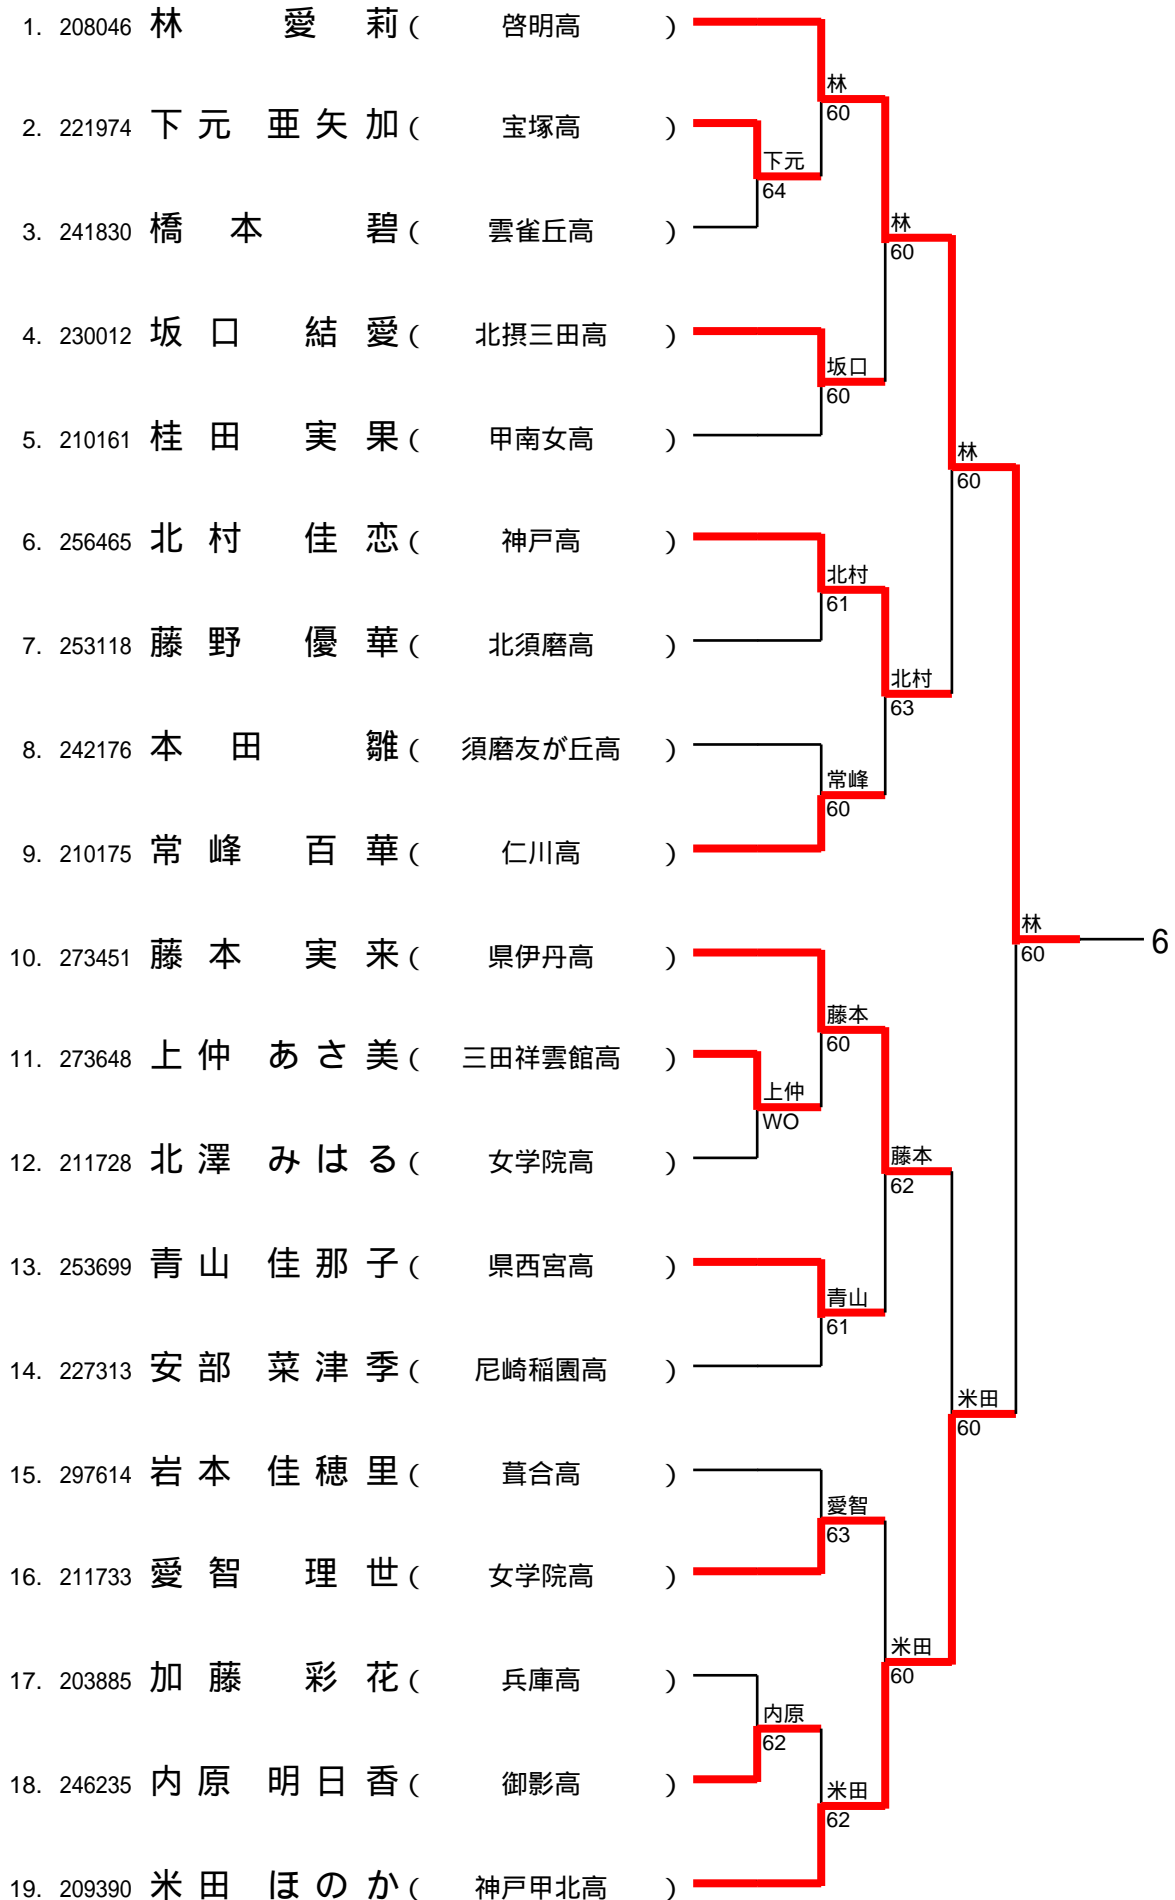 1. 208046 林 愛 莉 ( 啓明高 )
林
60
2. 221974 下 元 亜 矢 加 ( 宝塚高 )
下元
64
3. 241830 橋 本 碧 ( 雲雀丘高 )
林
60
4. 230012 坂 口 結 愛 ( 北摂三田高 )
坂口
60
5. 210161 桂 田 実 果 ( 甲南女高 )
林
60
6. 256465 北 村 佳 恋 ( 神戸高 )
北村
61
7. 253118 藤 野 優 華 ( 北須磨高 )
北村
63
8. 242176 本 田 雛 ( 須磨友が丘高 )
常峰
60
9. 210175 常 峰 百 華 ( 仁川高 )
林
60
6
10. 273451 藤 本 実 来 ( 県伊丹高 )
藤本
60
11. 273648 上 仲 あ さ 美 ( 三田祥雲館高 )
上仲
WO
12. 211728 北 澤 み は る ( 女学院高 )
藤本
62
13. 253699 青 山 佳 那 子 ( 県西宮高 )
青山
61
14. 227313 安 部 菜 津 季 ( 尼崎稲園高 )
米田
60
15. 297614 岩 本 佳 穂 里 ( 葺合高 )
愛智
63
16. 211733 愛 智 理 世 ( 女学院高 )
米田
60
17. 203885 加 藤 彩 花 ( 兵庫高 )
内原
62
18. 246235 内 原 明 日 香 ( 御影高 )
米田
62
19. 209390 米 田 ほ の か ( 神戸甲北高 )